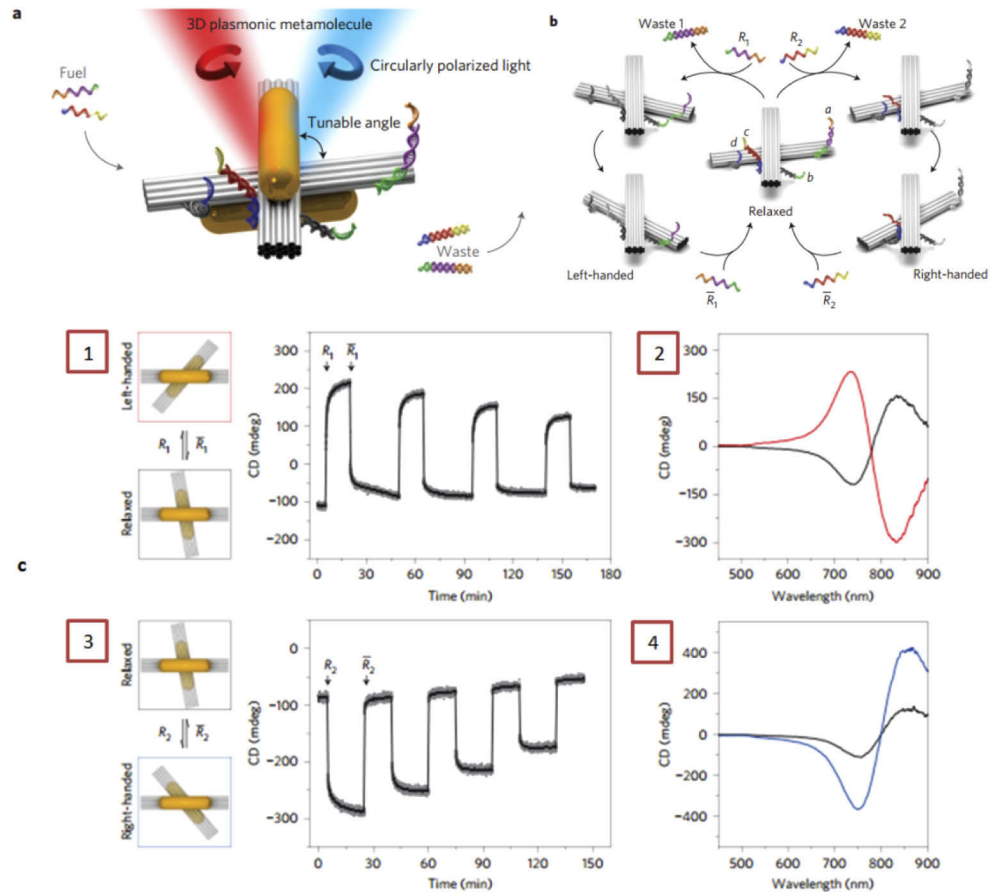 a
3D plasmonic metamolecule
Fuel
Circularly polarized light
Tunable angle
Waste
b
Waste 1
R1
R2
Waste 2
a
c
d
b
Relaxed
Left-handed
Right-handed
R̅1
R̅2
c
1
Left-handed
R1 R̅1
Relaxed
R1 R̅1
300
200
100
0
−100
−200
CD (mdeg)
0 30 60 90 120 150 180
Time (min)
2
300
150
0
−150
−300
CD (mdeg)
500 600 700 800 900
Wavelength (nm)
3
Relaxed
R2 R̅2
Right-handed
R2 R̅2
0
−100
−200
−300
CD (mdeg)
0 30 60 90 120 150
Time (min)
4
400
200
0
−200
−400
CD (mdeg)
500 600 700 800 900
Wavelength (nm)